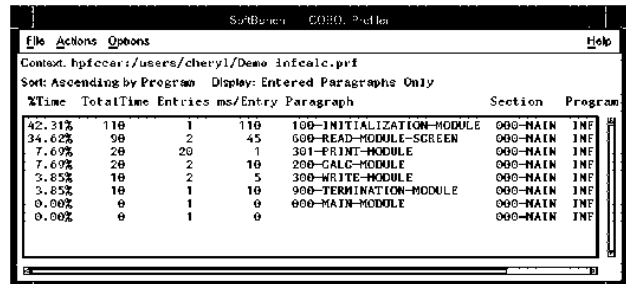 SoftBench COBOL Profiler
File Actions Options Help
Context: hpfccar:/users/cheryl/Demo infcalc.prf
Sort: Ascending by Program Display: Entered Paragraphs Only
%Time TotalTime Entries ms/Entry Paragraph Section Program
42.31% 110 1 110 100-INITIALIZATION-MODULE 000-MAIN INF
34.62% 90 2 45 600-READ-MODULE-SCREEN 000-MAIN INF
7.69% 20 20 1 301-PRINT-MODULE 000-MAIN INF
7.69% 20 2 10 200-CALC-MODULE 000-MAIN INF
3.85% 10 2 5 300-WRITE-MODULE 000-MAIN INF
3.85% 10 1 10 900-TERMINATION-MODULE 000-MAIN INF
0.00% 0 1 0 000-MAIN-MODULE 000-MAIN INF
0.00% 0 1 0 000-MAIN INF